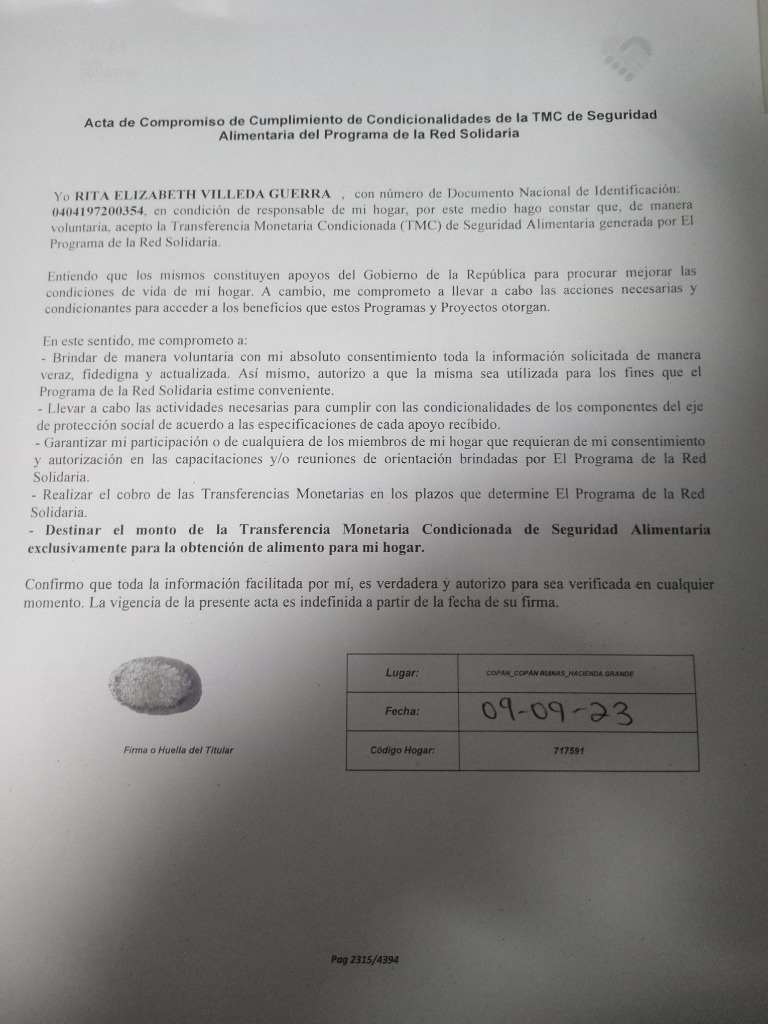 Acta de Compromiso de Cumplimiento de Condicionalidades de la TMC de Seguridad
Alimentaria del Programa de la Red Solidaria
Yo RITA ELIZABETH VILLEDA GUERRA , con número de Documento Nacional de Identificación:
0404197200354, en condición de responsable de mi hogar, por este medio hago constar que, de manera
voluntaria, acepto la Transferencia Monetaria Condicionada (TMC) de Seguridad Alimentaria generada por El
Programa de la Red Solidaria.
Entiendo que los mismos constituyen apoyos del Gobierno de la República para procurar mejorar las
condiciones de vida de mi hogar. A cambio, me comprometo a llevar a cabo las acciones necesarias y
condicionantes para acceder a los beneficios que estos Programas y Proyectos otorgan.
En este sentido, me comprometo a:
- Brindar de manera voluntaria con mi absoluto consentimiento toda la información solicitada de manera
veraz, fidedigna y actualizada. Así mismo, autorizo a que la misma sea utilizada para los fines que el
Programa de la Red Solidaria estime conveniente.
- Llevar a cabo las actividades necesarias para cumplir con las condicionalidades de los componentes del eje
de protección social de acuerdo a las especificaciones de cada apoyo recibido.
- Garantizar mi participación o de cualquiera de los miembros de mi hogar que requieran de mi consentimiento
y autorización en las capacitaciones y/o reuniones de orientación brindadas por El Programa de la Red
Solidaria.
- Realizar el cobro de las Transferencias Monetarias en los plazos que determine El Programa de la Red
Solidaria.
- Destinar el monto de la Transferencia Monetaria Condicionada de Seguridad Alimentaria
exclusivamente para la obtención de alimento para mi hogar.
Confirmo que toda la información facilitada por mí, es verdadera y autorizo para sea verificada en cualquier
momento. La vigencia de la presente acta es indefinida a partir de la fecha de su firma.
Lugar: COPAN_COPÁN RUINAS_HACIENDA GRANDE
Fecha: 09-09-23
Firma o Huella del Titular
Código Hogar: 717591
Pag 2315/4394